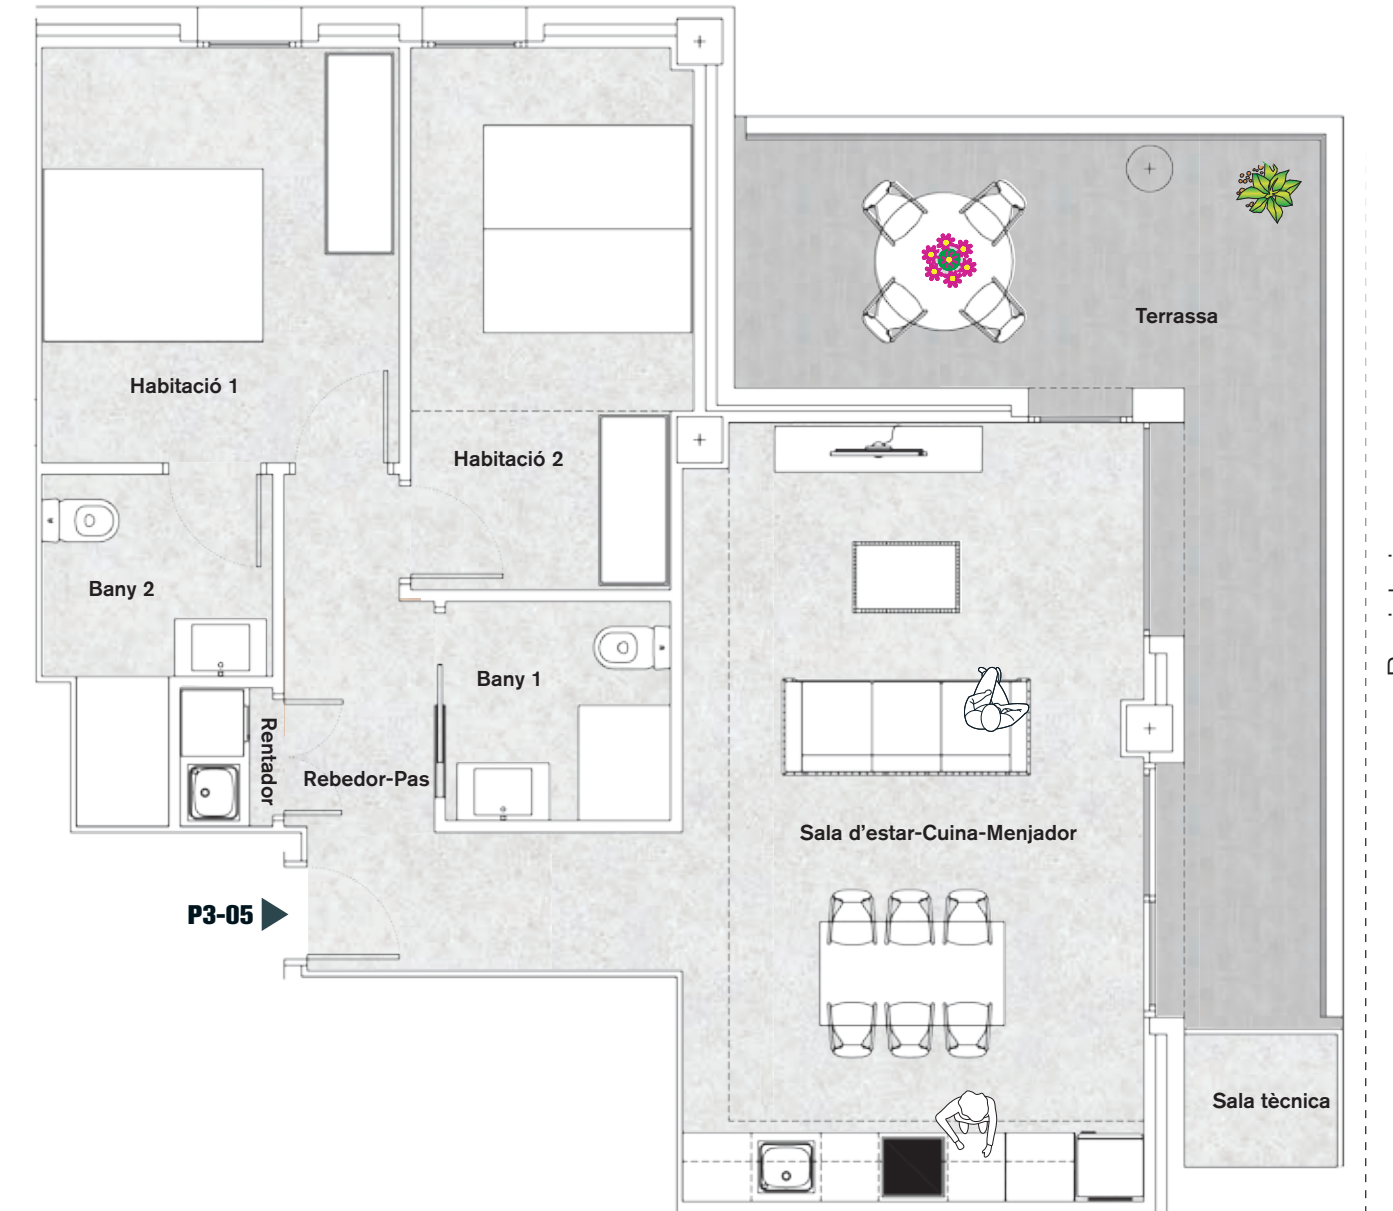 Terrassa
Habitació 1
Habitació 2
Bany 2
Bany 1
Rentador
Rebedor-Pas
Sala d’estar-Cuina-Menjador
P3-05
Sala tècnica